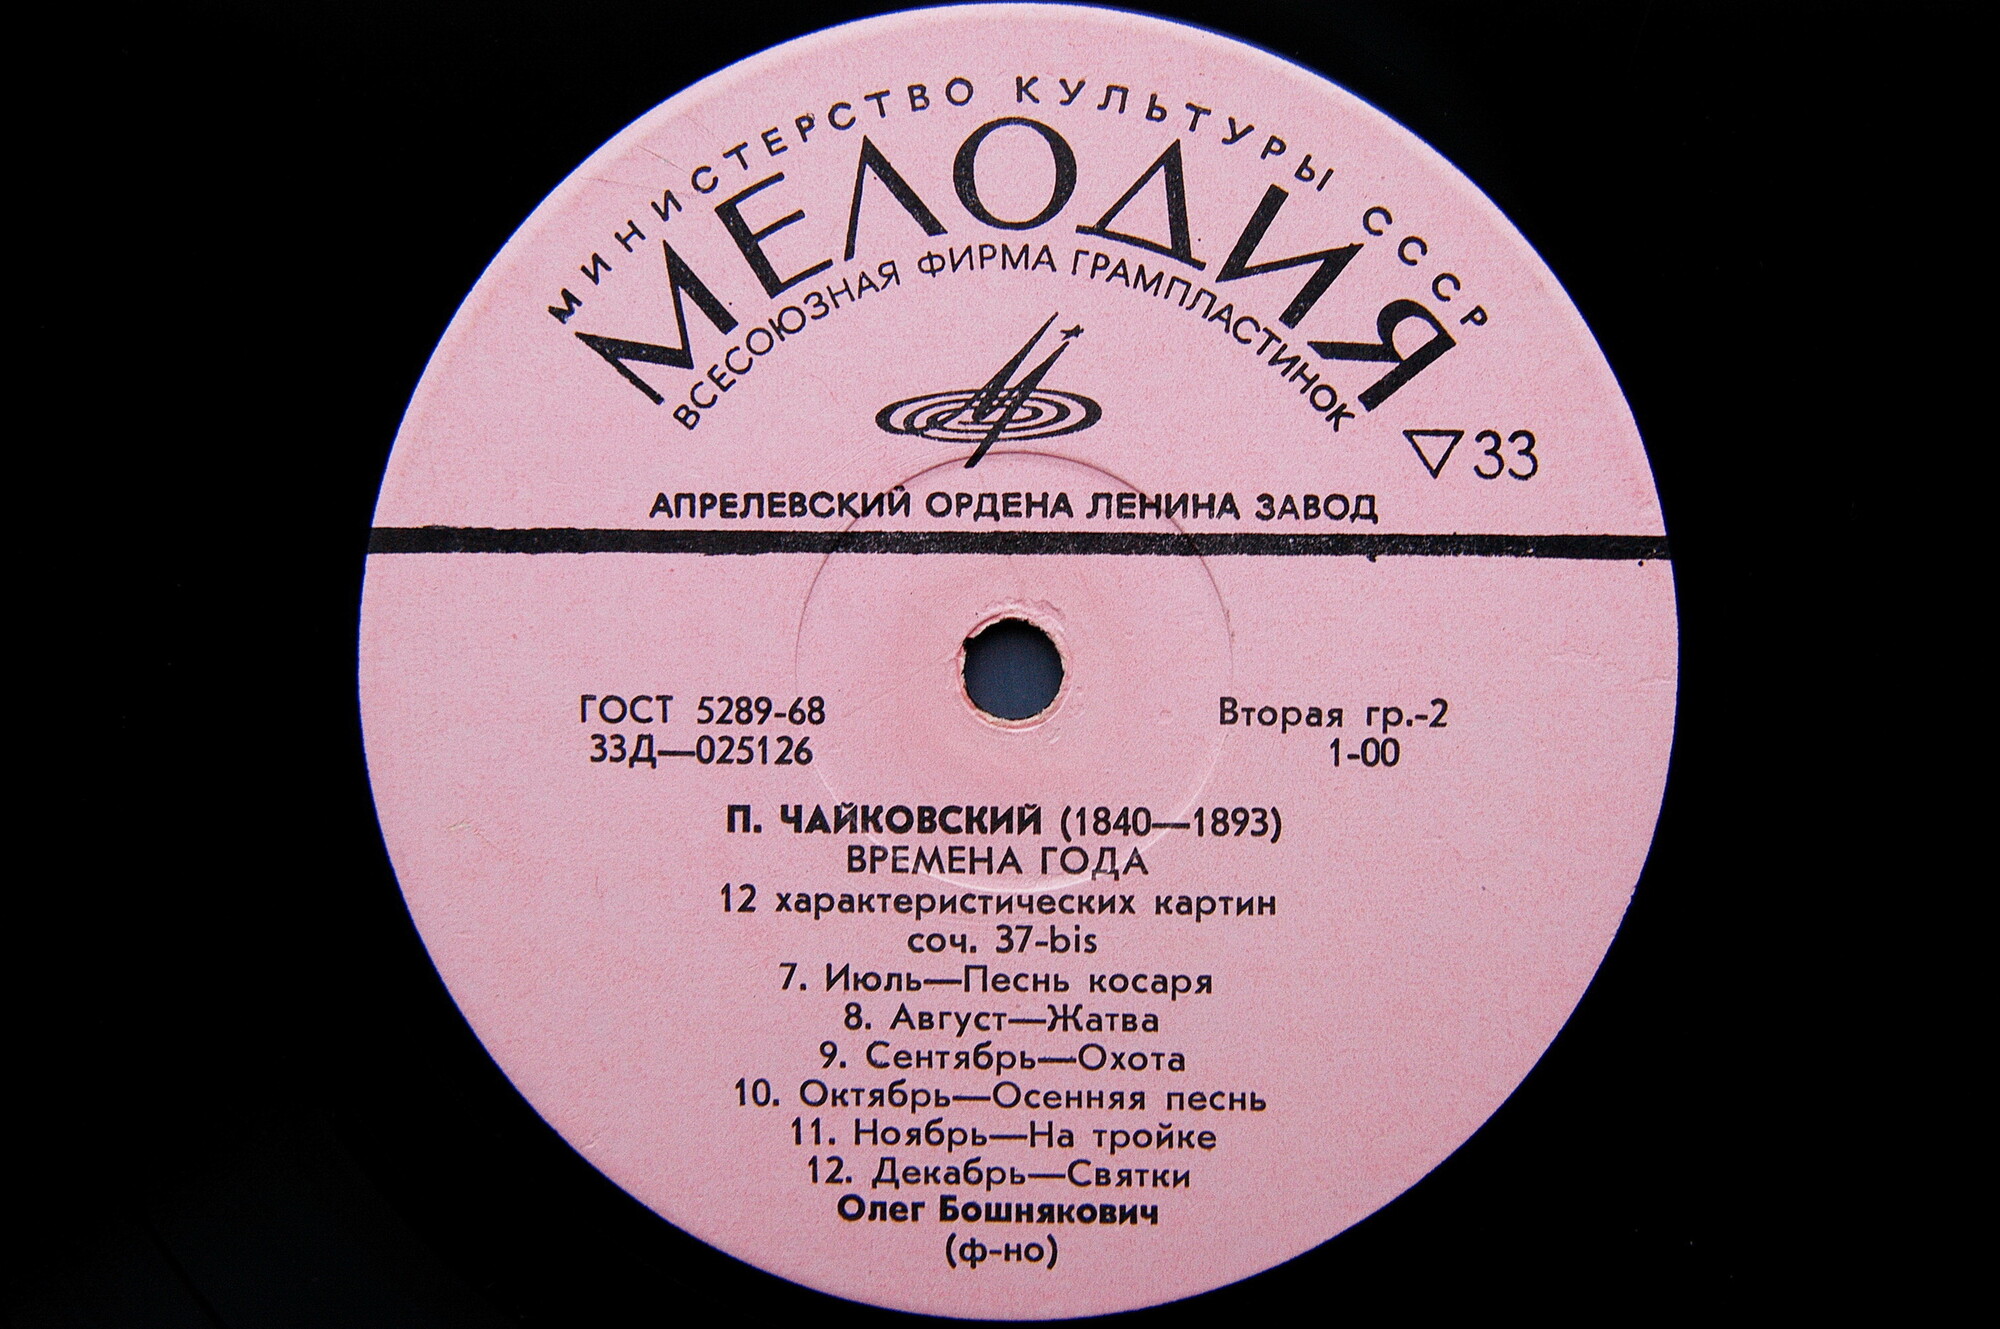 МИНИСТЕРСТВО КУЛЬТУРЫ СССР
МЕЛОДИЯ
ВСЕСОЮЗНАЯ ФИРМА ГРАМПЛАСТИНОК
▽33
АПРЕЛЕВСКИЙ ОРДЕНА ЛЕНИНА ЗАВОД
ГОСТ 5289-68
33Д—025126
Вторая гр.-2
1-00
П. ЧАЙКОВСКИЙ (1840—1893)
ВРЕМЕНА ГОДА
12 характеристических картин
соч. 37-bis
7. Июль—Песнь косаря
8. Август—Жатва
9. Сентябрь—Охота
10. Октябрь—Осенняя песнь
11. Ноябрь—На тройке
12. Декабрь—Святки
Олег Бошнякович
(ф-но)